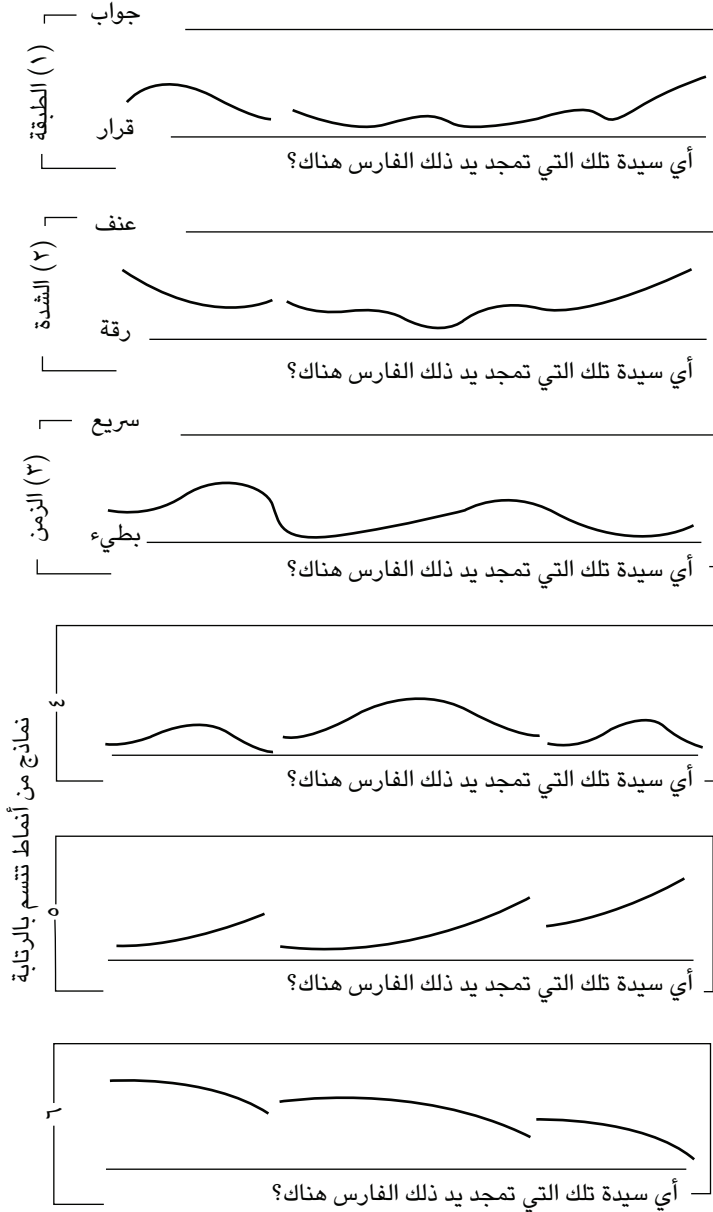 جواب
(١) الطبقة
قرار
أي سيدة تلك التي تمجد يد ذلك الفارس هناك؟
عنف
(٢) الشدة
رقة
أي سيدة تلك التي تمجد يد ذلك الفارس هناك؟
سريع
(٣) الزمن
بطيء
أي سيدة تلك التي تمجد يد ذلك الفارس هناك؟
نماذج من أنماط تتسم بالرتابة
٤
أي سيدة تلك التي تمجد يد ذلك الفارس هناك؟
٥
أي سيدة تلك التي تمجد يد ذلك الفارس هناك؟
٦
أي سيدة تلك التي تمجد يد ذلك الفارس هناك؟